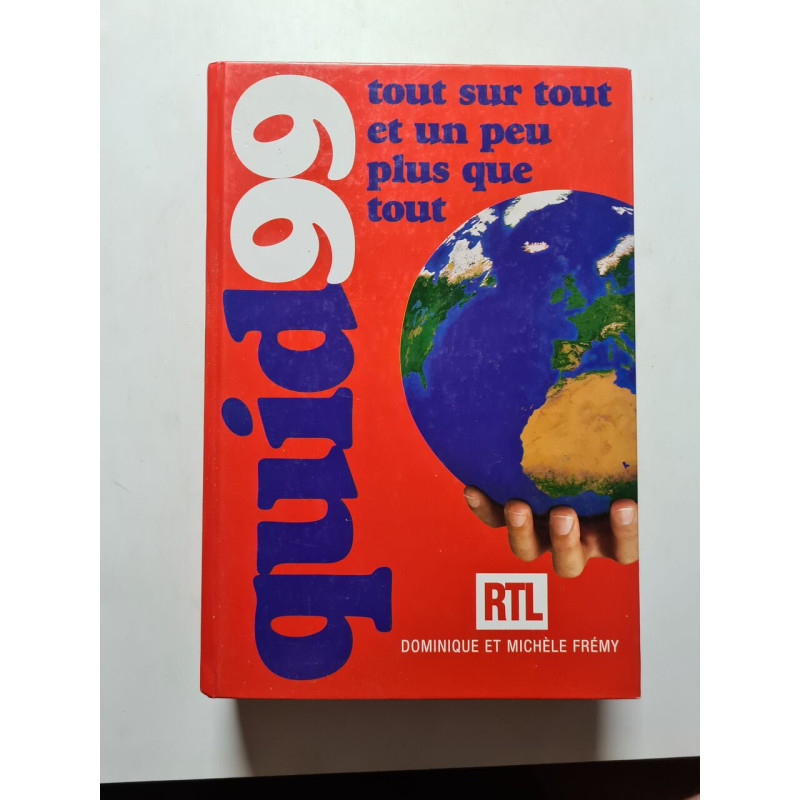 quid99
tout sur tout
et un peu
plus que
tout
RTL
DOMINIQUE ET MICHÈLE FRÉMY